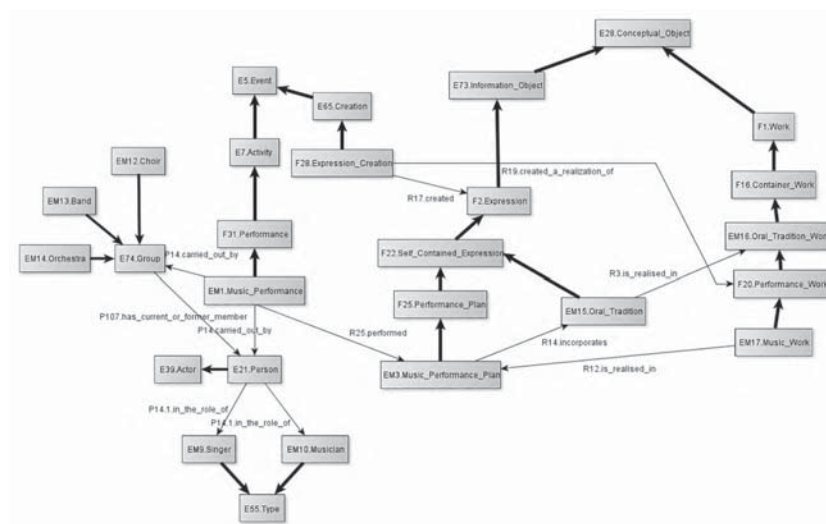 E28.Conceptual_Object
E73.Information_Object
E5.Event
E65.Creation
F1.Work
E7.Activity
EM12.Choir
F28.Expression_Creation
R19.created_a_realization_of
F16.Container_Work
R17.created
EM13.Band
F2.Expression
F31.Performance
EM16.Oral_Tradition_Work
EM14.Orchestra
E74.Group
P14.carried_out_by
F22.Self_Contained_Expression
R3.is_realised_in
EM1.Music_Performance
F20.Performance_Work
F25.Performance_Plan
EM15.Oral_Tradition
P107.has_current_or_former_member
P14.carried_out_by
R25.performed
R14.incorporates
EM17.Music_Work
E39.Actor
E21.Person
EM3.Music_Performance_Plan
R12.is_realised_in
P14.1.in_the_role_of
P14.1.in_the_role_of
EM9.Singer
EM10.Musician
E55.Type